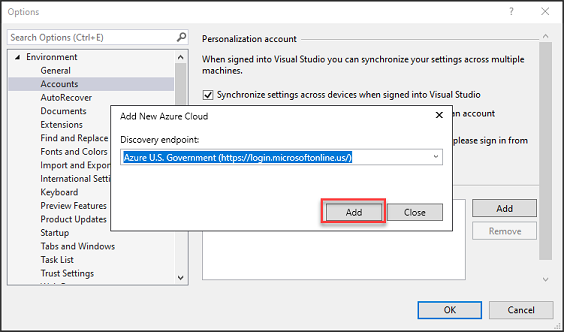 Options
Search Options (Ctrl+E)
Environment
General
Accounts
AutoRecover
Documents
Extensions
Find and Replace
Fonts and Colors
Import and Export
International Setti
Keyboard
Preview Features
Product Updates
Startup
Tabs and Windows
Task List
Trust Settings
Personalization account
When signed into Visual Studio you can synchronize your settings across multiple
machines.
Synchronize settings across devices when signed into Visual Studio
an account
please sign in from
Add New Azure Cloud
Discovery endpoint:
Azure U.S. Government (https://login.microsoftonline.us/)
Add
Close
Add
Remove
OK
Cancel